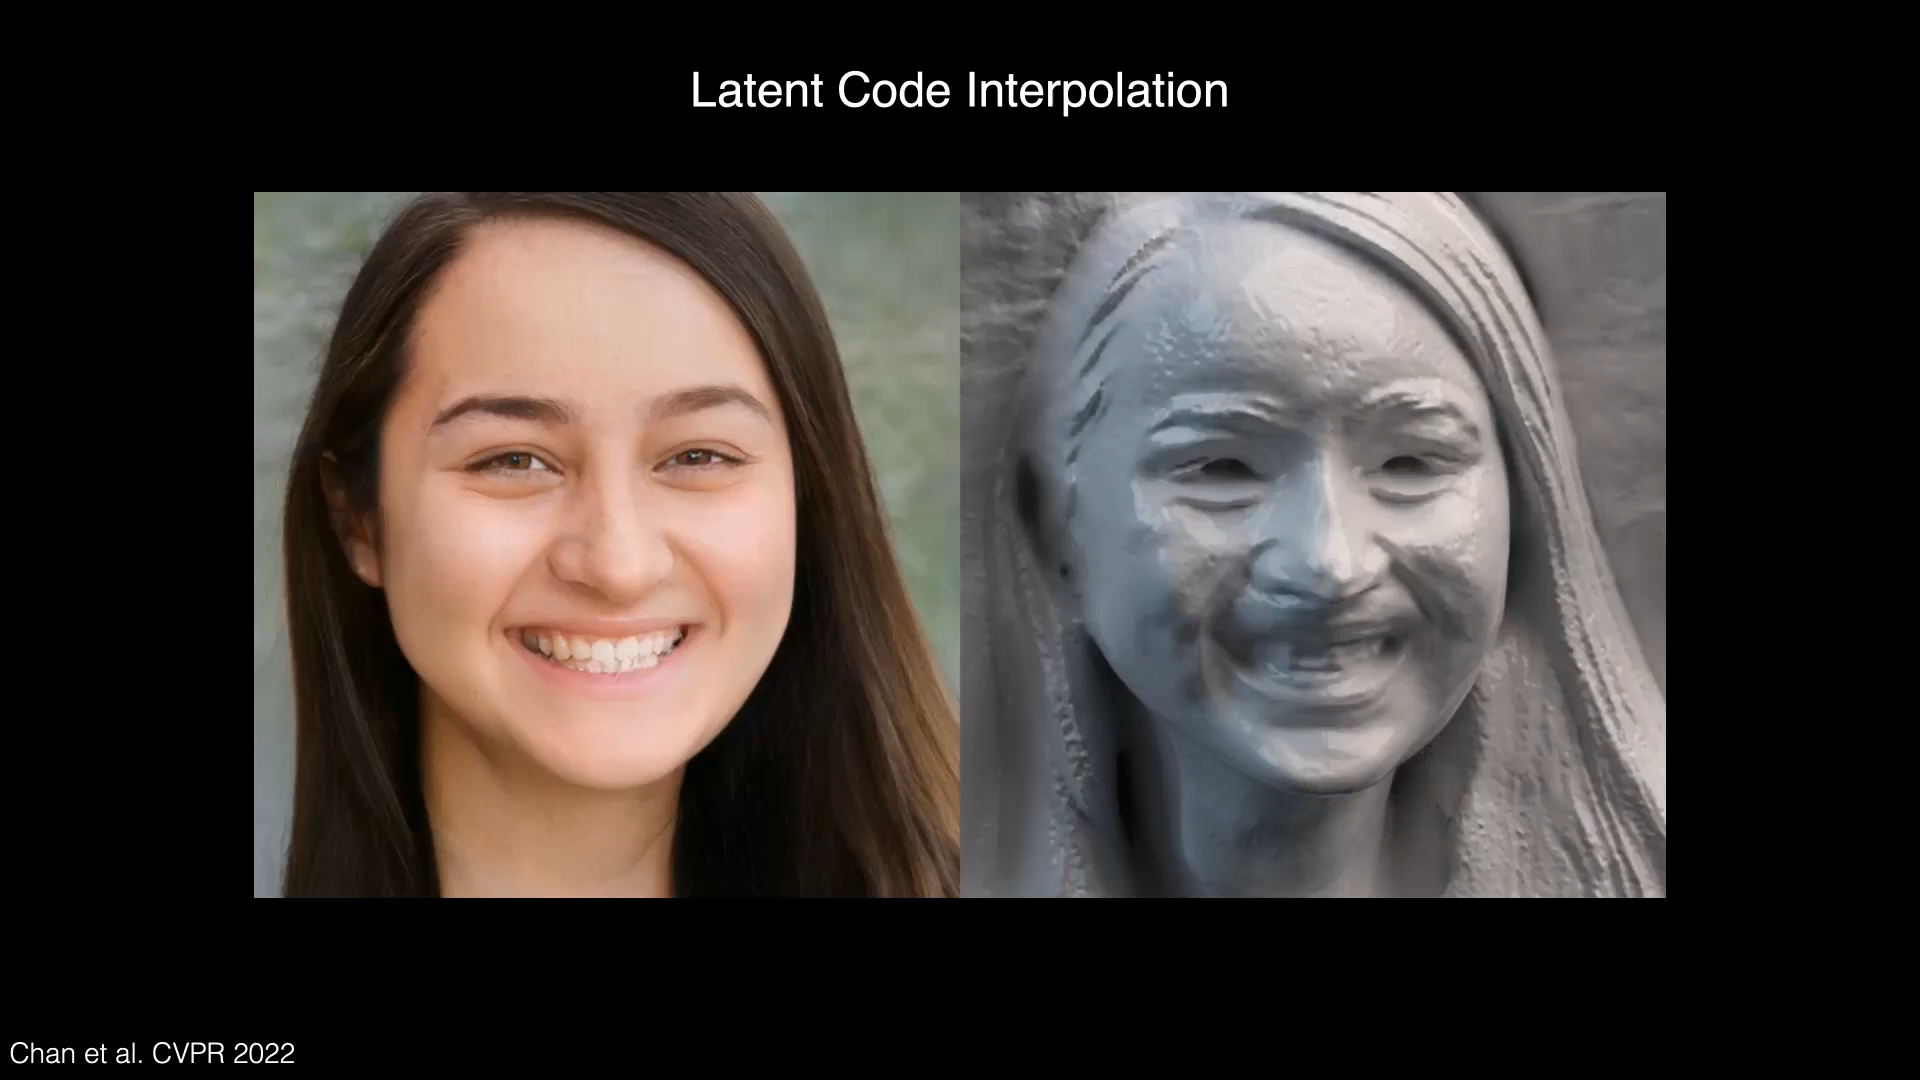 Latent Code Interpolation
Chan et al. CVPR 2022